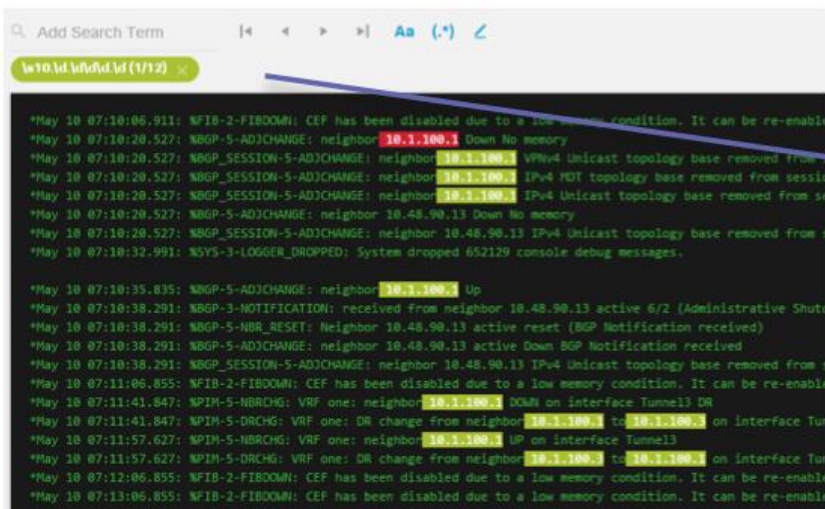 Add Search Term Aa (.*)
\s10.\d.\d\d\d.\d (1/12)
*May 10 07:10:06.911: %FIB-2-FIBDOWN: CEF has been disabled due to a low memory condition. It can be re-enable
*May 10 07:10:20.527: %BGP-5-ADJCHANGE: neighbor 10.1.100.1 Down No memory
*May 10 07:10:20.527: %BGP_SESSION-5-ADJCHANGE: neighbor 10.1.100.1 VPNv4 Unicast topology base removed from
*May 10 07:10:20.527: %BGP_SESSION-5-ADJCHANGE: neighbor 10.1.100.1 IPv4 MDT topology base removed from sessi
*May 10 07:10:20.527: %BGP_SESSION-5-ADJCHANGE: neighbor 10.1.100.1 IPv4 Unicast topology base removed from se
*May 10 07:10:20.527: %BGP-5-ADJCHANGE: neighbor 10.48.90.13 Down No memory
*May 10 07:10:20.527: %BGP_SESSION-5-ADJCHANGE: neighbor 10.48.90.13 IPv4 Unicast topology base removed from s
*May 10 07:10:32.991: %SYS-3-LOGGER_DROPPED: System dropped 652129 console debug messages.
*May 10 07:10:35.835: %BGP-5-ADJCHANGE: neighbor 10.1.100.1 Up
*May 10 07:10:38.291: %BGP-3-NOTIFICATION: received from neighbor 10.48.90.13 active 6/2 (Administrative Shut
*May 10 07:10:38.291: %BGP-5-NBR_RESET: Neighbor 10.48.90.13 active reset (BGP Notification received)
*May 10 07:10:38.291: %BGP-5-ADJCHANGE: neighbor 10.48.90.13 active Down BGP Notification received
*May 10 07:10:38.291: %BGP_SESSION-5-ADJCHANGE: neighbor 10.48.90.13 IPv4 Unicast topology base removed from s
*May 10 07:11:06.855: %FIB-2-FIBDOWN: CEF has been disabled due to a low memory condition. It can be re-enable
*May 10 07:11:41.847: %PIM-5-NBRCHG: VRF one: neighbor 10.1.100.1 DOWN on interface Tunnel3 DR
*May 10 07:11:41.847: %PIM-5-DRCHG: VRF one: DR change from neighbor 10.1.100.1 to 10.1.100.3 on interface Tu
*May 10 07:11:57.627: %PIM-5-NBRCHG: VRF one: neighbor 10.1.100.1 UP on interface Tunnel3
*May 10 07:11:57.627: %PIM-5-DRCHG: VRF one: DR change from neighbor 10.1.100.3 to 10.1.100.1 on interface Tu
*May 10 07:12:06.855: %FIB-2-FIBDOWN: CEF has been disabled due to a low memory condition. It can be re-enable
*May 10 07:13:06.855: %FIB-2-FIBDOWN: CEF has been disabled due to a low memory condition. It can be re-enable